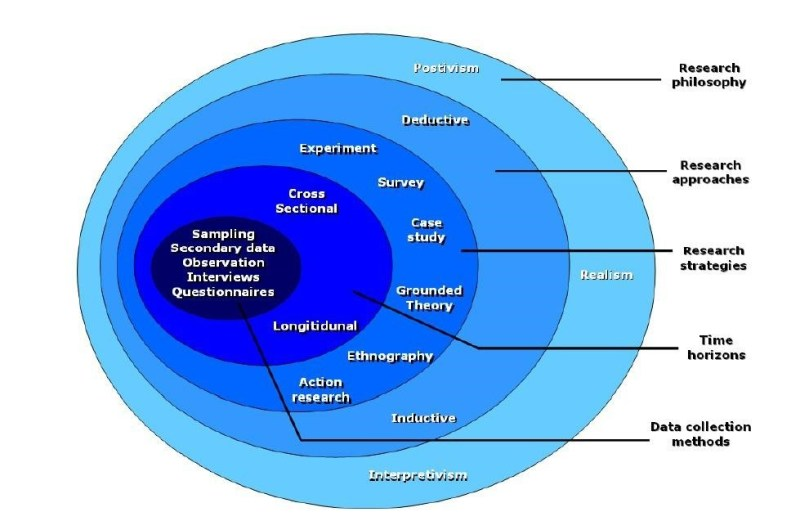 Postivism
Research
philosophy
Deductive
Experiment
Research
approaches
Survey
Cross
Sectional
Case
study
Sampling
Secondary data
Observation
Interviews
Questionnaires
Research
strategies
Realism
Grounded
Theory
Longitidunal
Time
horizons
Ethnography
Action
research
Inductive
Data collection
methods
Interpretivism